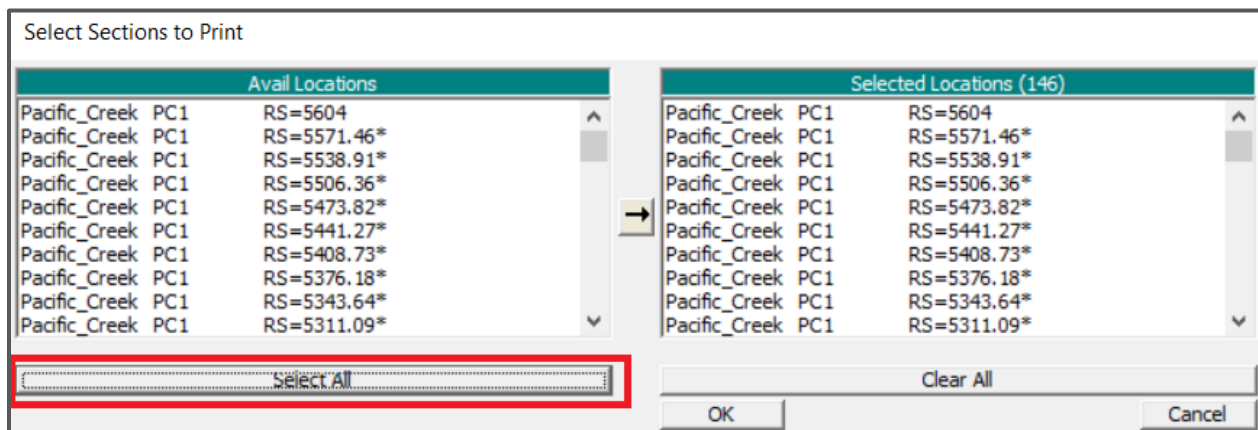 Select Sections to Print
Avail Locations
Pacific_Creek PC1 RS=5604
Pacific_Creek PC1 RS=5571.46*
Pacific_Creek PC1 RS=5538.91*
Pacific_Creek PC1 RS=5506.36*
Pacific_Creek PC1 RS=5473.82*
Pacific_Creek PC1 RS=5441.27*
Pacific_Creek PC1 RS=5408.73*
Pacific_Creek PC1 RS=5376.18*
Pacific_Creek PC1 RS=5343.64*
Pacific_Creek PC1 RS=5311.09*
Select All
Selected Locations (146)
Pacific_Creek PC1 RS=5604
Pacific_Creek PC1 RS=5571.46*
Pacific_Creek PC1 RS=5538.91*
Pacific_Creek PC1 RS=5506.36*
Pacific_Creek PC1 RS=5473.82*
Pacific_Creek PC1 RS=5441.27*
Pacific_Creek PC1 RS=5408.73*
Pacific_Creek PC1 RS=5376.18*
Pacific_Creek PC1 RS=5343.64*
Pacific_Creek PC1 RS=5311.09*
Clear All
OK
Cancel